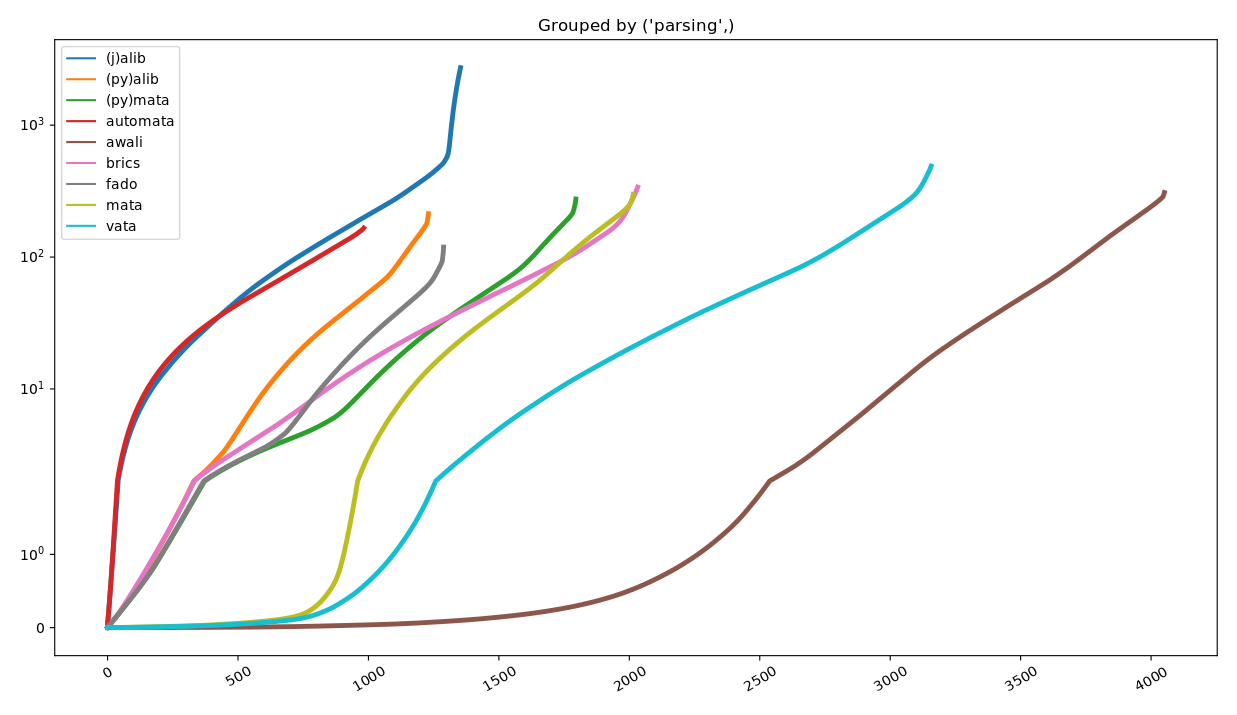 Grouped by ('parsing',)
(j)alib
(py)alib
(py)mata
automata
awali
brics
fado
mata
vata
10³
10²
10¹
10⁰
0
0
500
1000
1500
2000
2500
3000
3500
4000